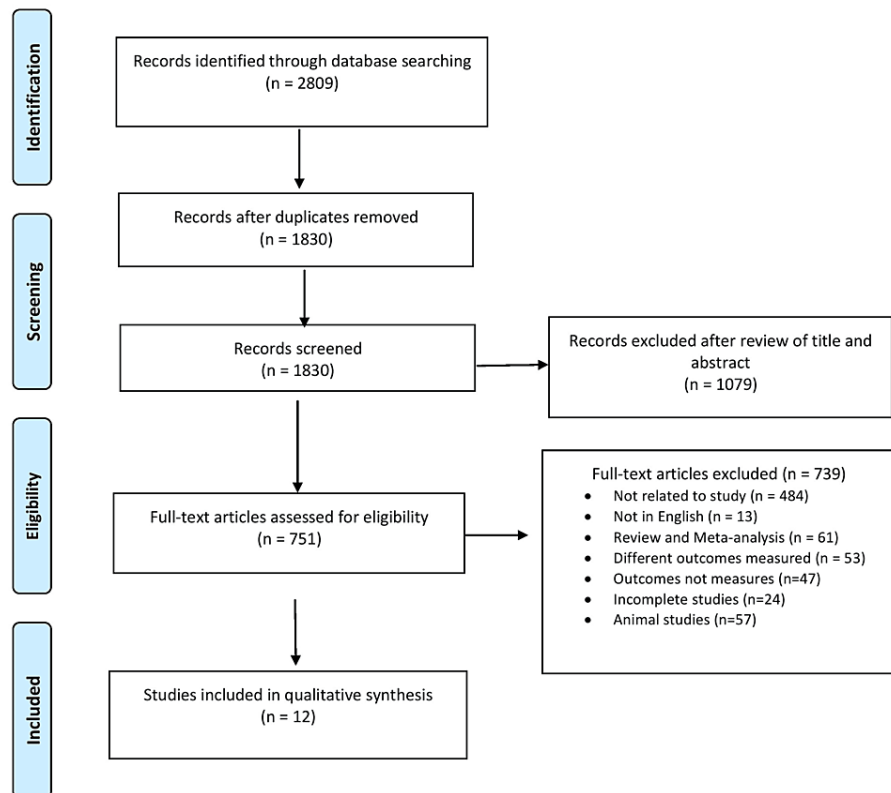 Identification
Records identified through database searching
(n = 2809)
Screening
Records after duplicates removed
(n = 1830)
Records screened
(n = 1830)
Records excluded after review of title and
abstract
(n = 1079)
Eligibility
Full-text articles assessed for eligibility
(n = 751)
Full-text articles excluded (n = 739)
• Not related to study (n = 484)
• Not in English (n = 13)
• Review and Meta-analysis (n = 61)
• Different outcomes measured (n = 53)
• Outcomes not measures (n=47)
• Incomplete studies (n=24)
• Animal studies (n=57)
Included
Studies included in qualitative synthesis
(n = 12)